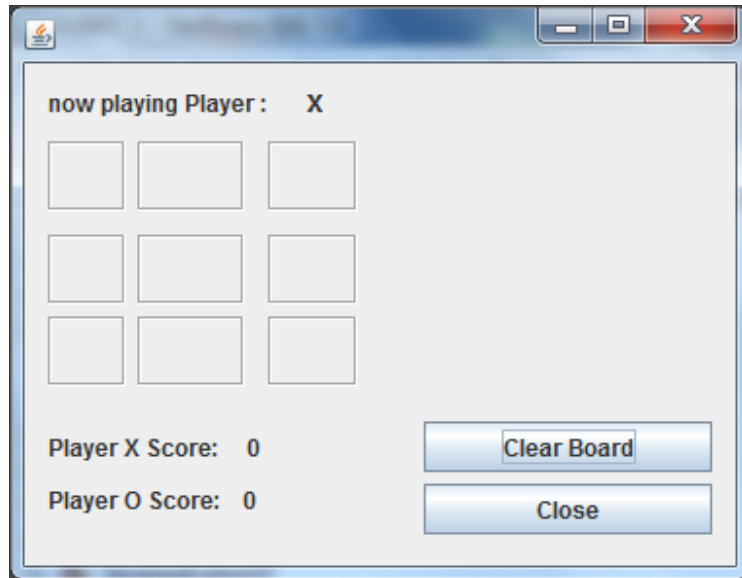 now playing Player : X
Player X Score: 0
Clear Board
Player O Score: 0
Close